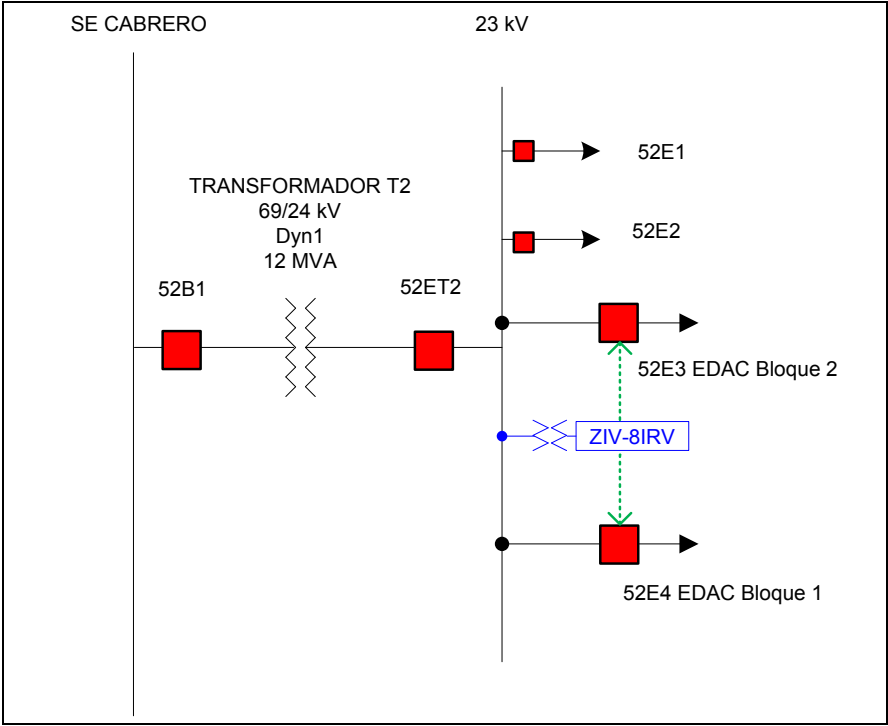 SE CABRERO
23 kV
52E1
TRANSFORMADOR T2
69/24 kV
Dyn1
12 MVA
52E2
52B1
52ET2
52E3 EDAC Bloque 2
ZIV-8IRV
52E4 EDAC Bloque 1